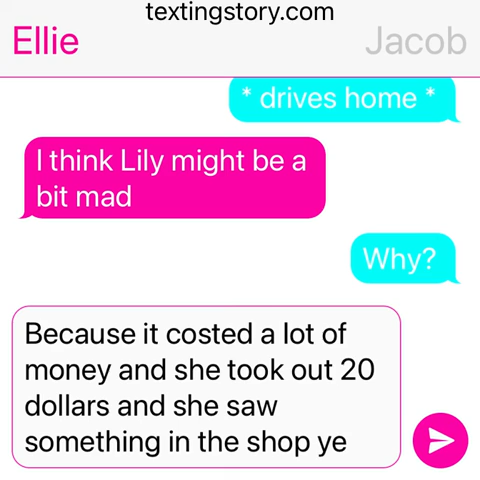 textingstory.com
Ellie
Jacob
* drives home *
I think Lily might be a
bit mad
Why?
Because it costed a lot of
money and she took out 20
dollars and she saw
something in the shop ye